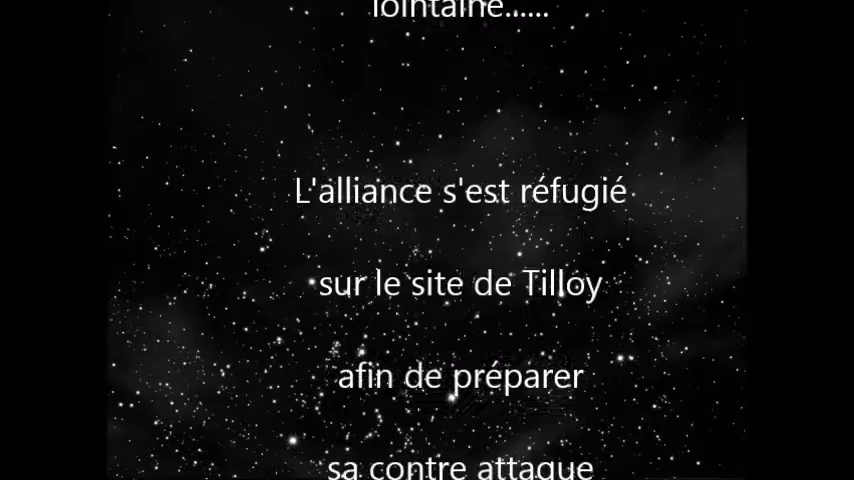 lointaine......
L'alliance s'est réfugié
sur le site de Tilloy
afin de préparer
sa contre attaque